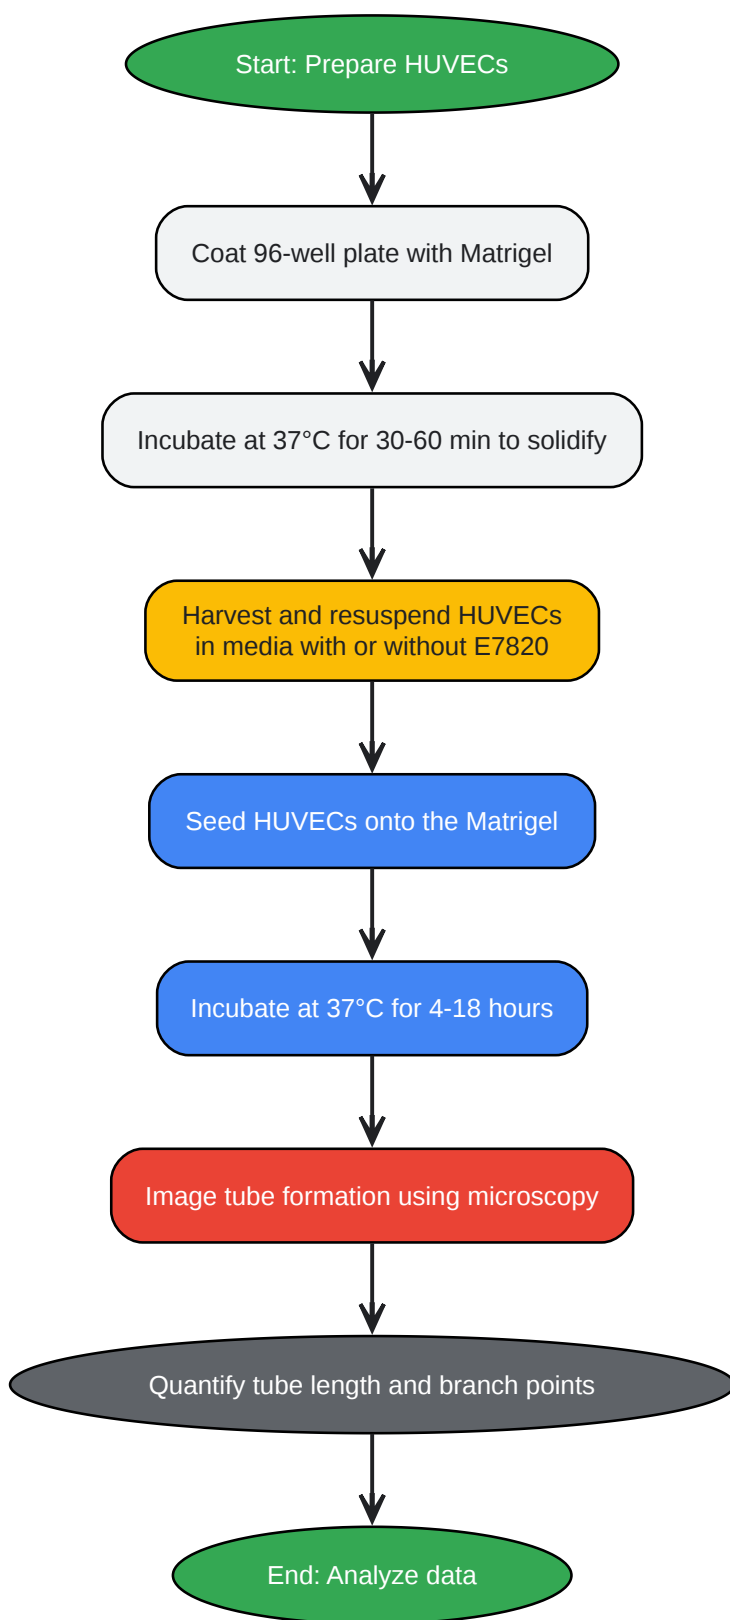 Start: Prepare HUVECs
Coat 96-well plate with Matrigel
Incubate at 37°C for 30-60 min to solidify
Harvest and resuspend HUVECs
in media with or without E7820
Seed HUVECs onto the Matrigel
Incubate at 37°C for 4-18 hours
Image tube formation using microscopy
Quantify tube length and branch points
End: Analyze data